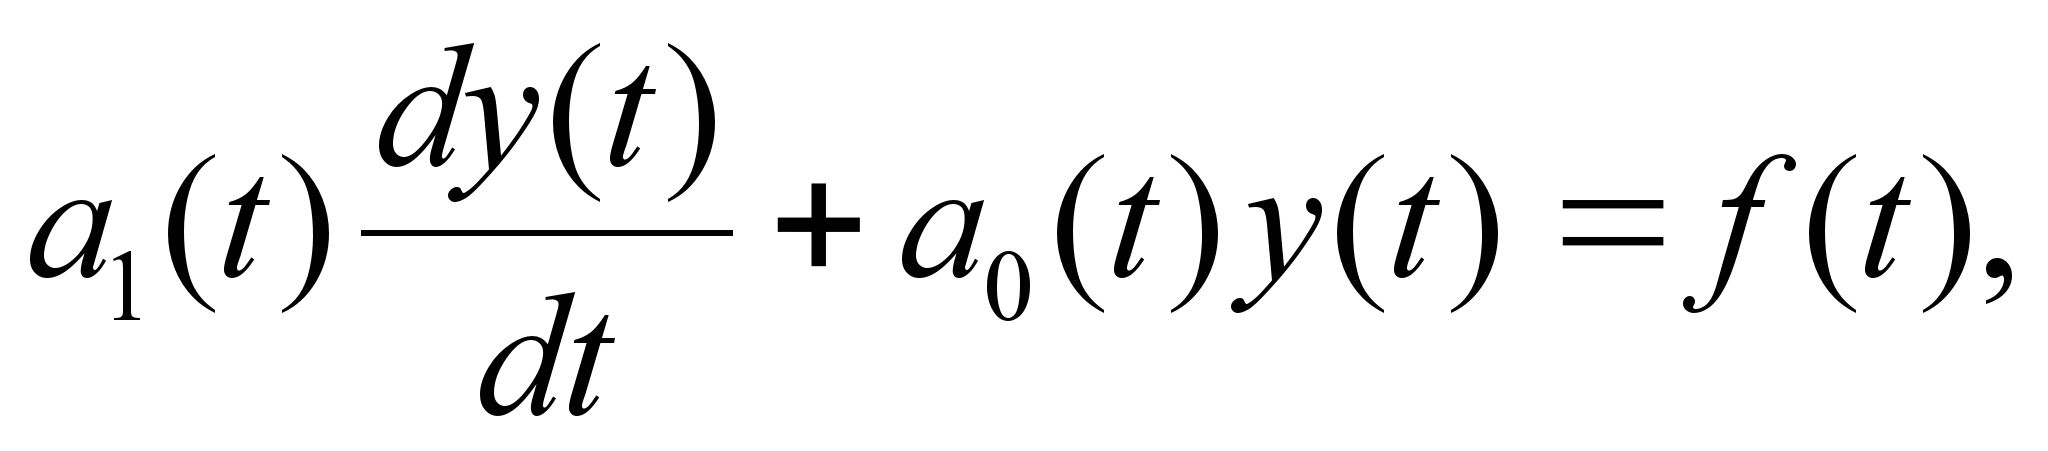 a₁(t) dy(t)/dt + a₀(t)y(t) = f(t),